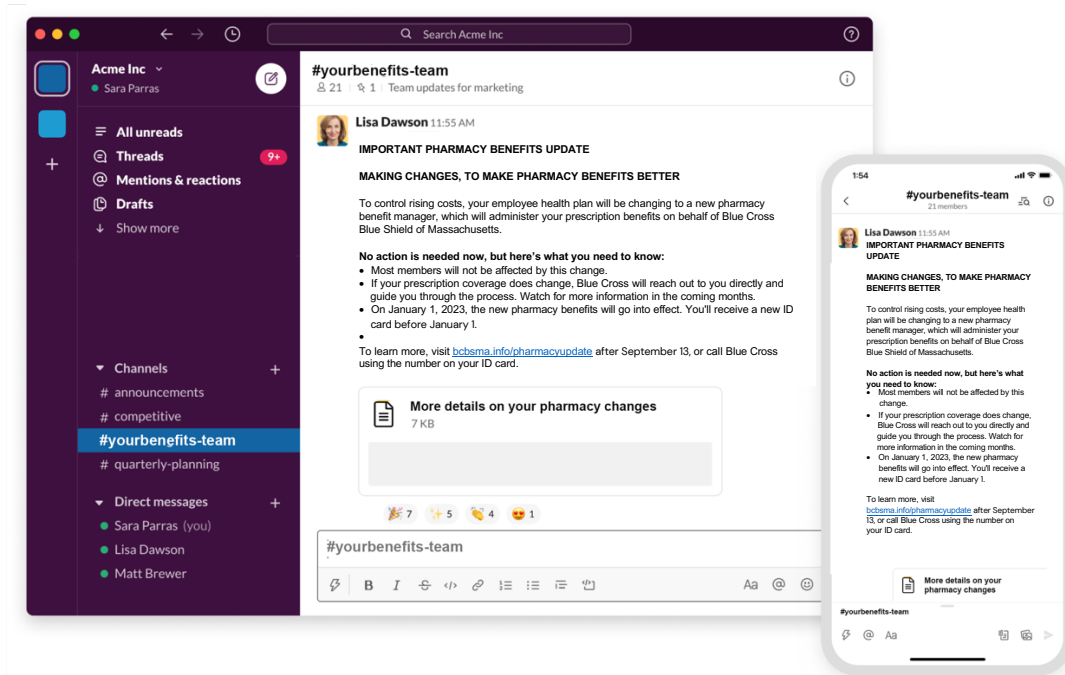 Search Acme Inc
Acme Inc
Sara Parras
All unreads
Threads
9+
Mentions & reactions
Drafts
Show more
Channels
# announcements
# competitive
#yourbenefits-team
# quarterly-planning
Direct messages
Sara Parras (you)
Lisa Dawson
Matt Brewer
#yourbenefits-team
21 | 1 | Team updates for marketing
Lisa Dawson 11:55 AM
IMPORTANT PHARMACY BENEFITS UPDATE
MAKING CHANGES, TO MAKE PHARMACY BENEFITS BETTER
To control rising costs, your employee health plan will be changing to a new pharmacy
benefit manager, which will administer your prescription benefits on behalf of Blue Cross
Blue Shield of Massachusetts.
No action is needed now, but here's what you need to know:
• Most members will not be affected by this change.
• If your prescription coverage does change, Blue Cross will reach out to you directly and
guide you through the process. Watch for more information in the coming months.
• On January 1, 2023, the new pharmacy benefits will go into effect. You'll receive a new ID
card before January 1.
•
To learn more, visit bcbsma.info/pharmacyupdate after September 13, or call Blue Cross
using the number on your ID card.
More details on your pharmacy changes
7 KB
7
5
4
1
#yourbenefits-team
B I S </>
Aa @
1:54
#yourbenefits-team
21 members
Lisa Dawson 11:55 AM
IMPORTANT PHARMACY BENEFITS
UPDATE
MAKING CHANGES, TO MAKE PHARMACY
BENEFITS BETTER
To control rising costs, your employee health
plan will be changing to a new pharmacy
benefit manager, which will administer your
prescription benefits on behalf of Blue Cross
Blue Shield of Massachusetts.
No action is needed now, but here's what
you need to know:
• Most members will not be affected by this
change.
• If your prescription coverage does change,
Blue Cross will reach out to you directly and
guide you through the process. Watch for
more information in the coming months.
• On January 1, 2023, the new pharmacy
benefits will go into effect. You'll receive a
new ID card before January 1.
To learn more, visit
bcbsma.info/pharmacyupdate after September
13, or call Blue Cross using the number on
your ID card.
More details on your
pharmacy changes
#yourbenefits-team
@ Aa